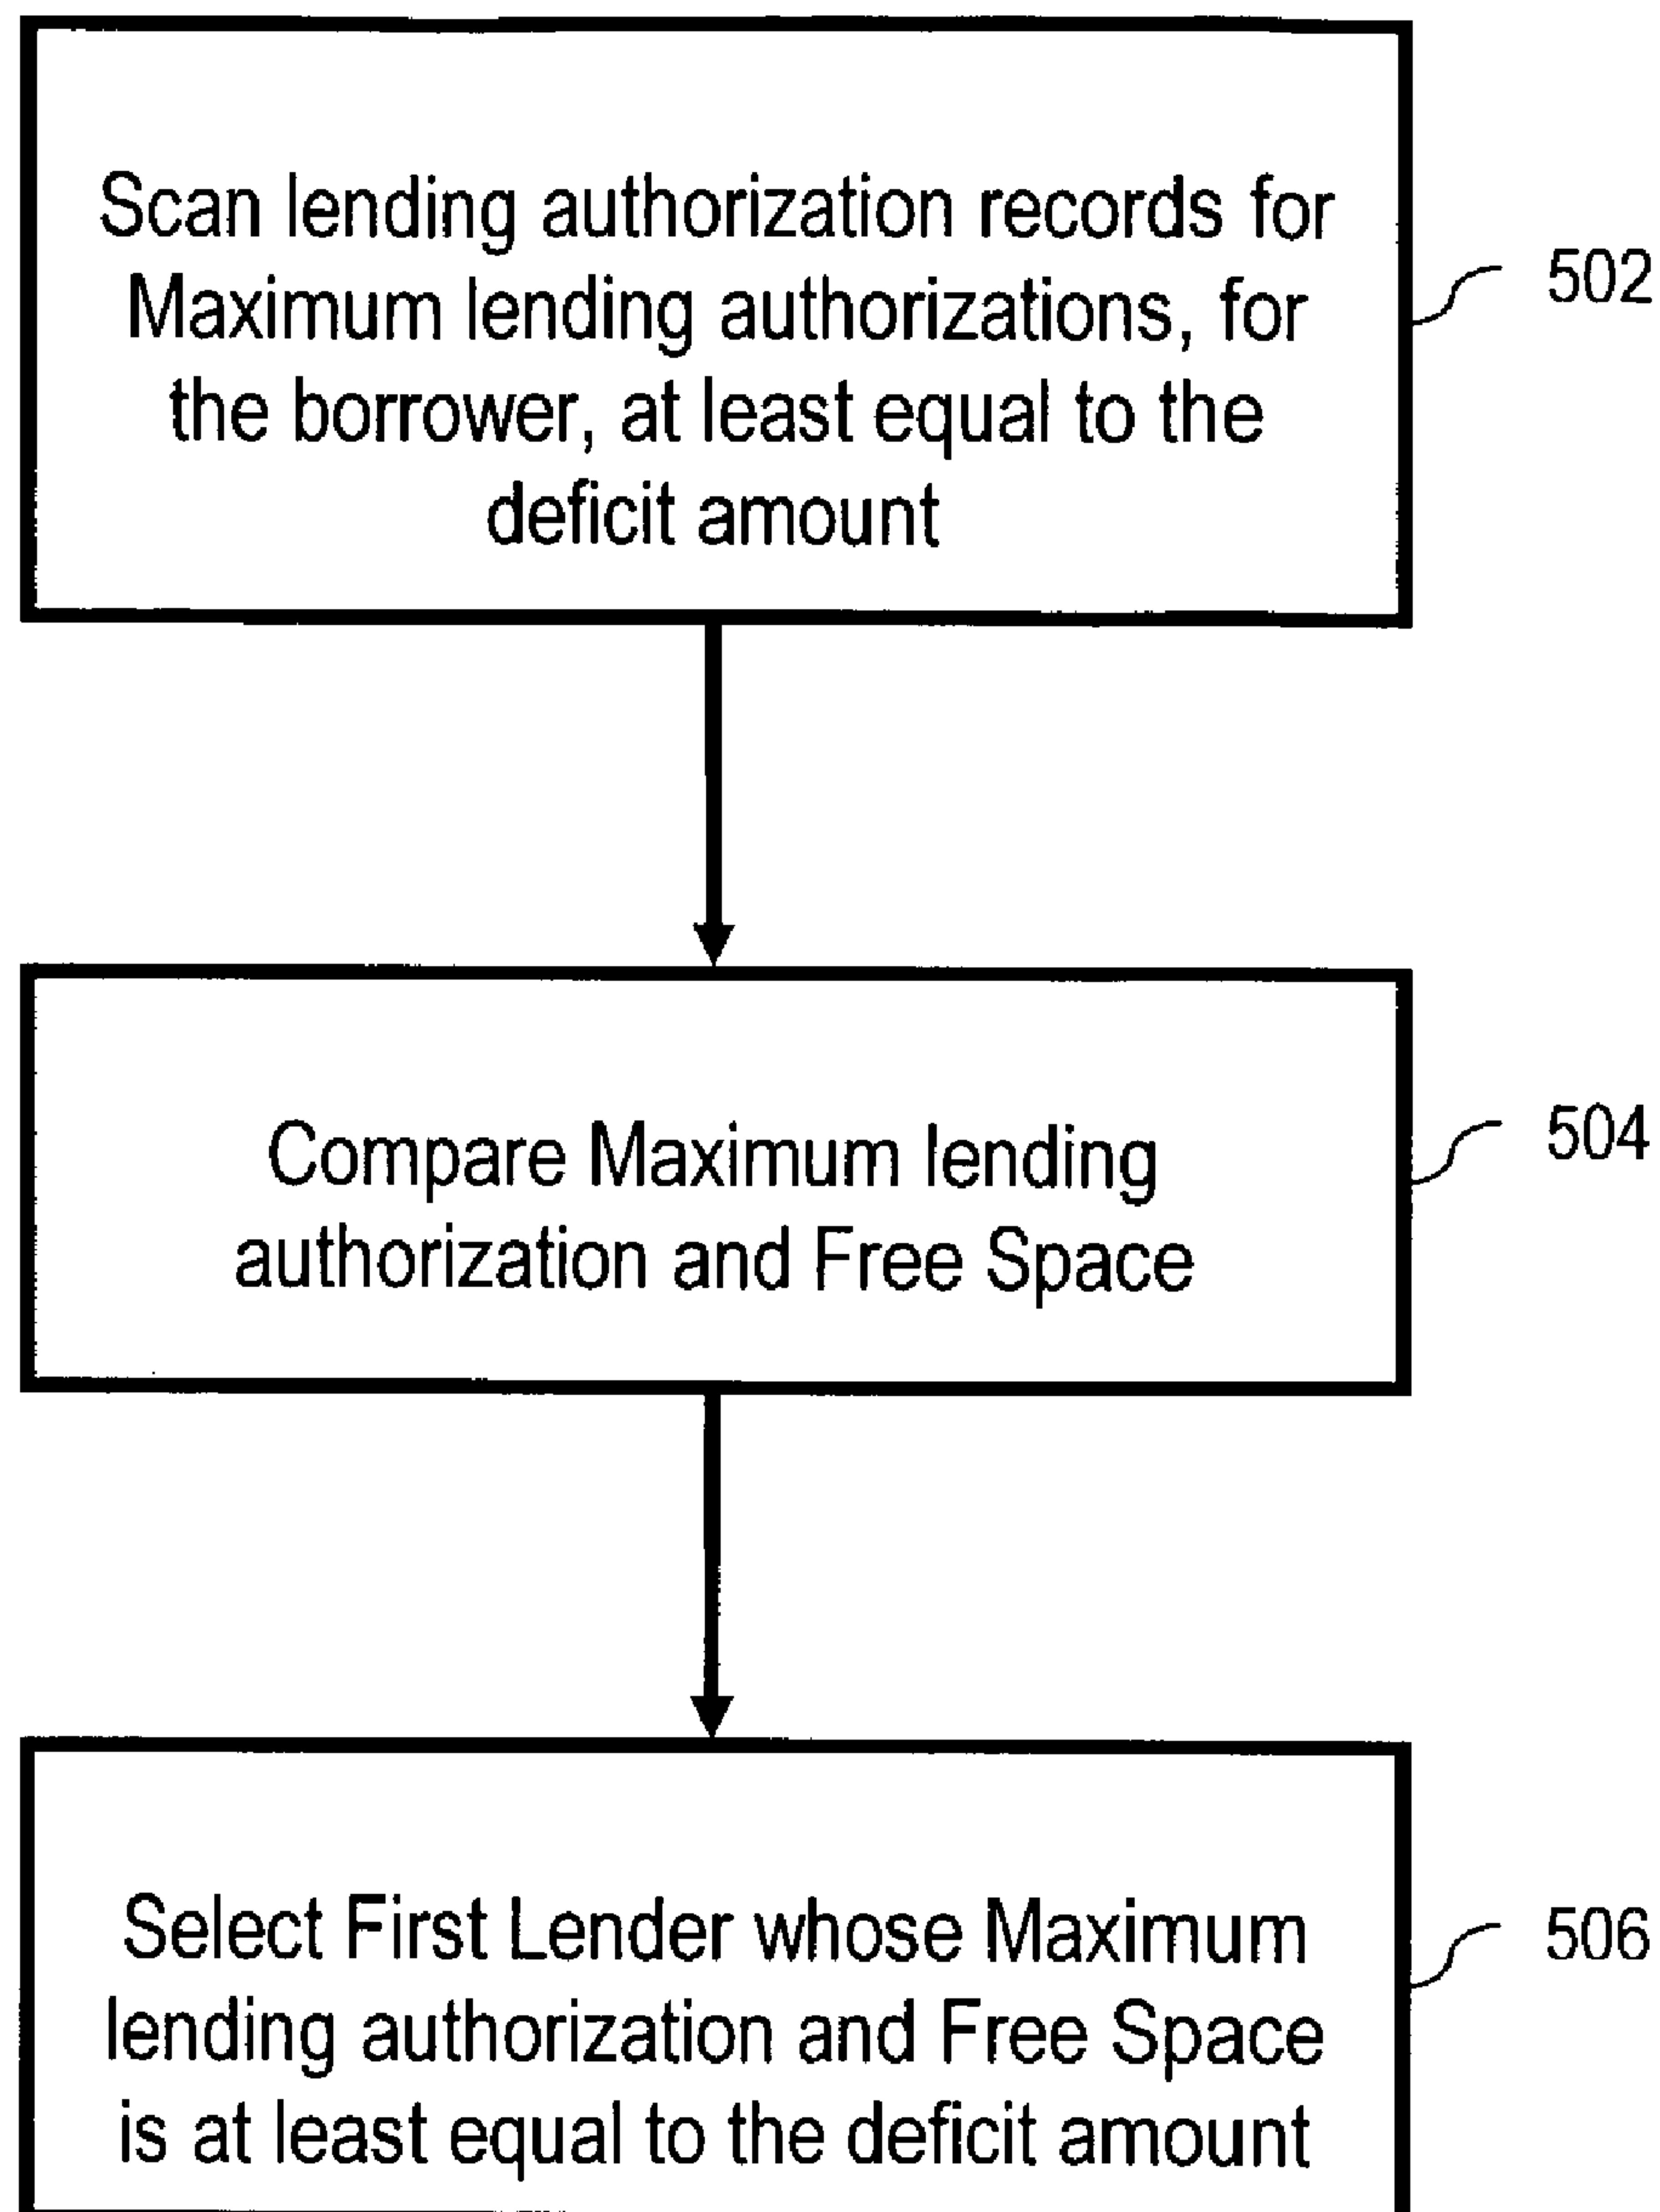 Scan lending authorization records for
Maximum lending authorizations, for
the borrower, at least equal to the
deficit amount
502
Compare Maximum lending
authorization and Free Space
504
Select First Lender whose Maximum
lending authorization and Free Space
is at least equal to the deficit amount
506